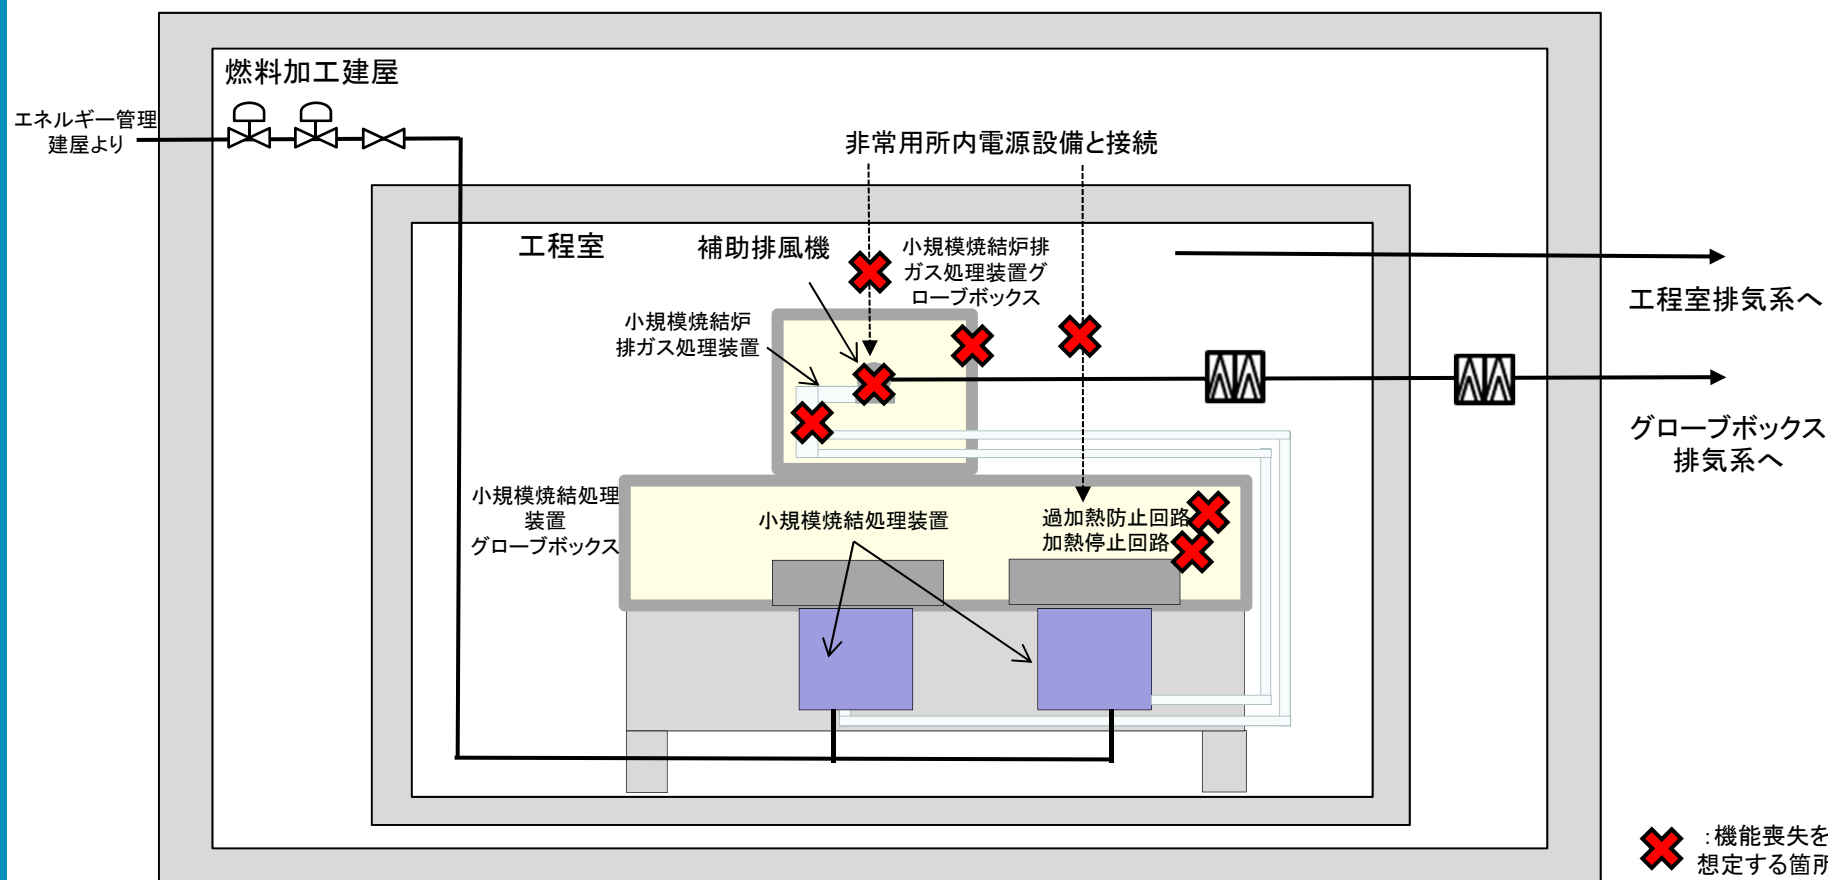 燃料加工建屋
エネルギー管理
建屋より
非常用所内電源設備と接続
工程室
補助排風機
小規模焼結炉排
ガス処理装置グ
ローブボックス
小規模焼結炉
排ガス処理装置
工程室排気系へ
グローブボックス
排気系へ
小規模焼結処理
装置
グローブボックス
小規模焼結処理装置
過加熱防止回路
加熱停止回路
:機能喪失を
想定する箇所